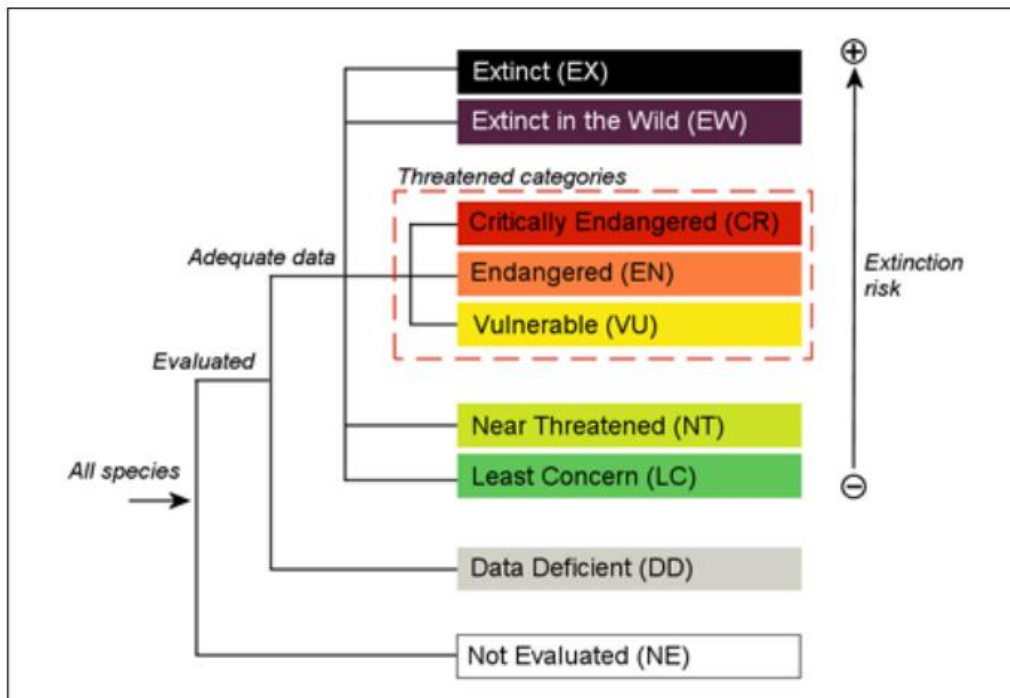 Extinct (EX)
Extinct in the Wild (EW)
Threatened categories
Critically Endangered (CR)
Adequate data
Endangered (EN)
Extinction
risk
Vulnerable (VU)
Evaluated
Near Threatened (NT)
All species
Least Concern (LC)
Data Deficient (DD)
Not Evaluated (NE)